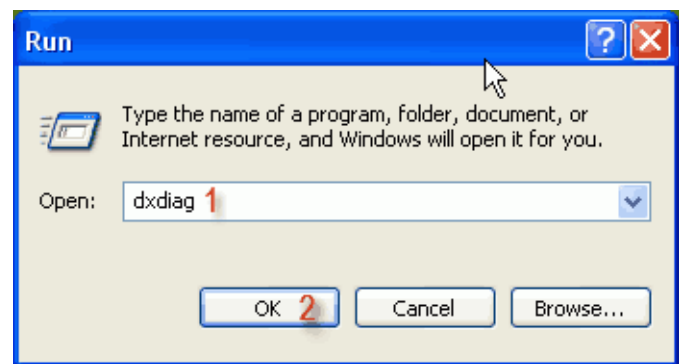 Run
Type the name of a program, folder, document, or
Internet resource, and Windows will open it for you.
Open: dxdiag 1
OK 2 Cancel Browse...